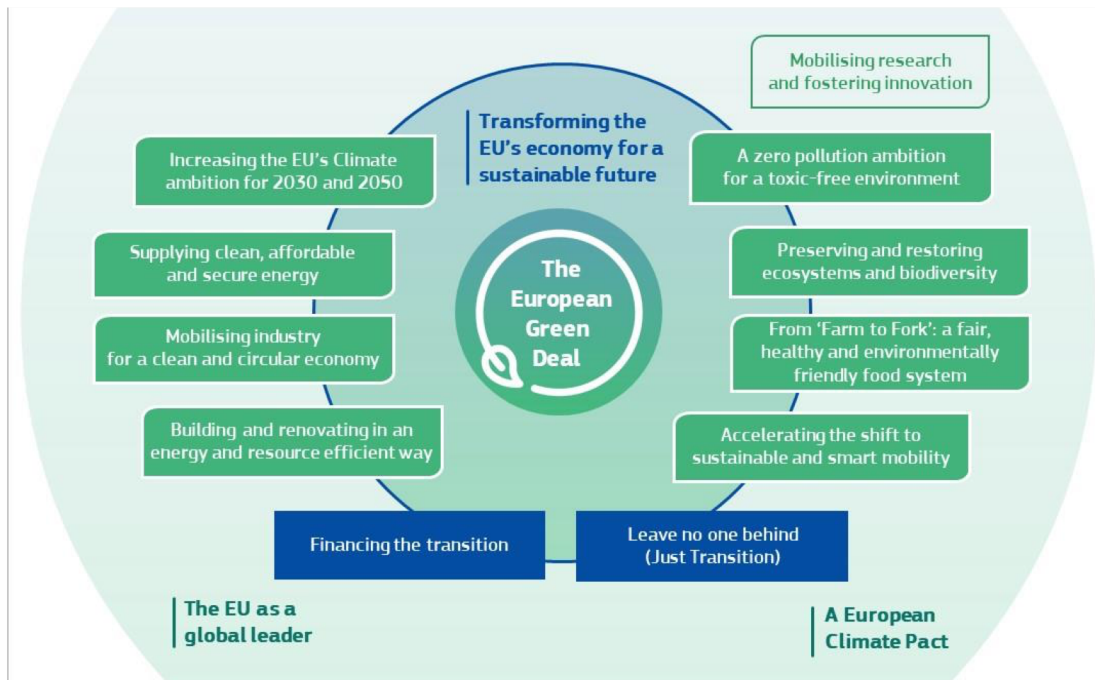 Mobilising research
and fostering innovation
Transforming the
EU's economy for a
sustainable future
Increasing the EU's Climate
ambition for 2030 and 2050
A zero pollution ambition
for a toxic-free environment
Supplying clean, affordable
and secure energy
Preserving and restoring
ecosystems and biodiversity
The
European
Green
Deal
Mobilising industry
for a clean and circular economy
From ‘Farm to Fork’: a fair,
healthy and environmentally
friendly food system
Building and renovating in an
energy and resource efficient way
Accelerating the shift to
sustainable and smart mobility
Financing the transition
Leave no one behind
(Just Transition)
The EU as a
global leader
A European
Climate Pact